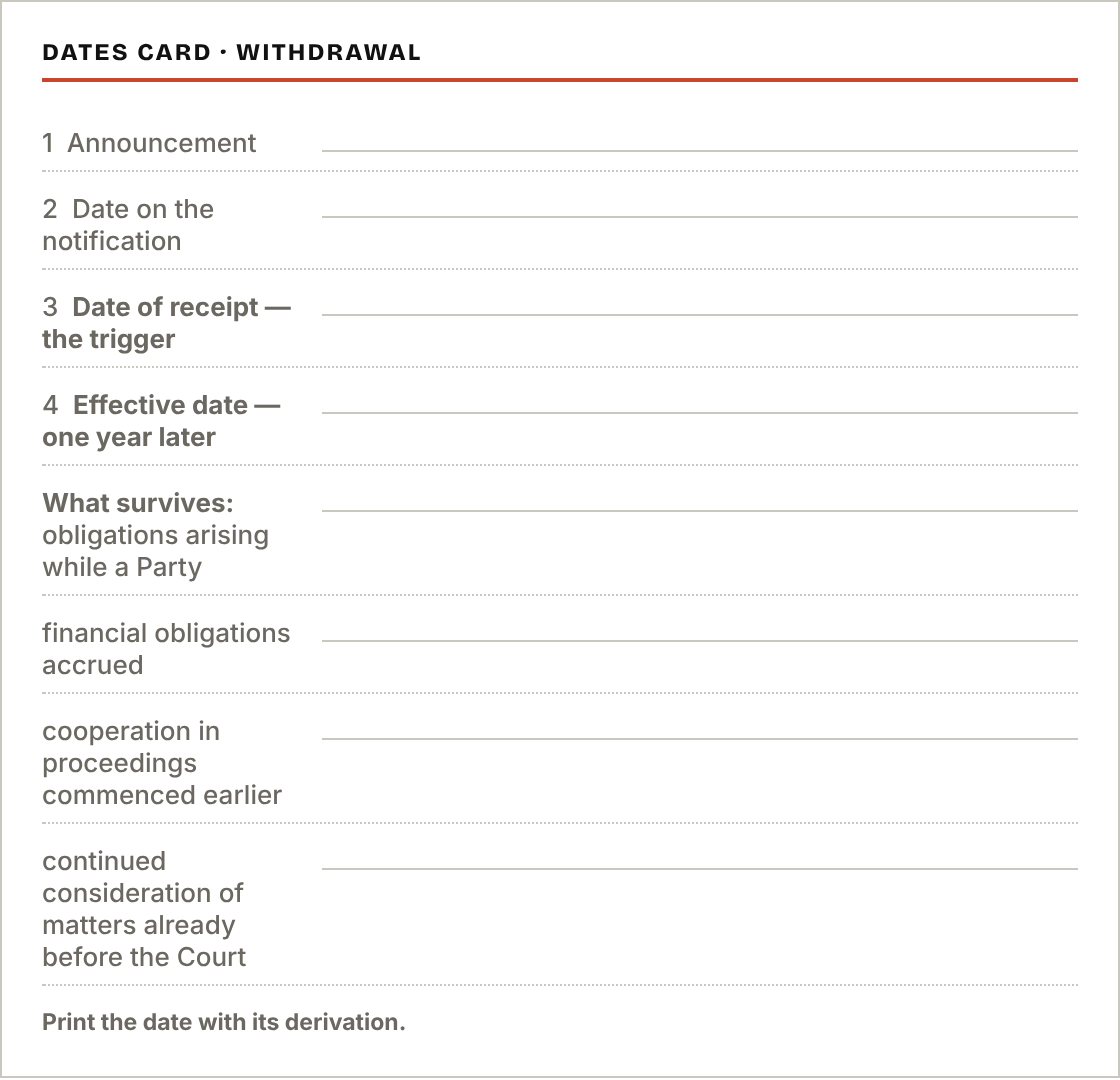 DATES CARD · WITHDRAWAL
1 Announcement
2 Date on the
notification
3 Date of receipt —
the trigger
4 Effective date —
one year later
What survives:
obligations arising
while a Party
financial obligations
accrued
cooperation in
proceedings
commenced earlier
continued
consideration of
matters already
before the Court
Print the date with its derivation.